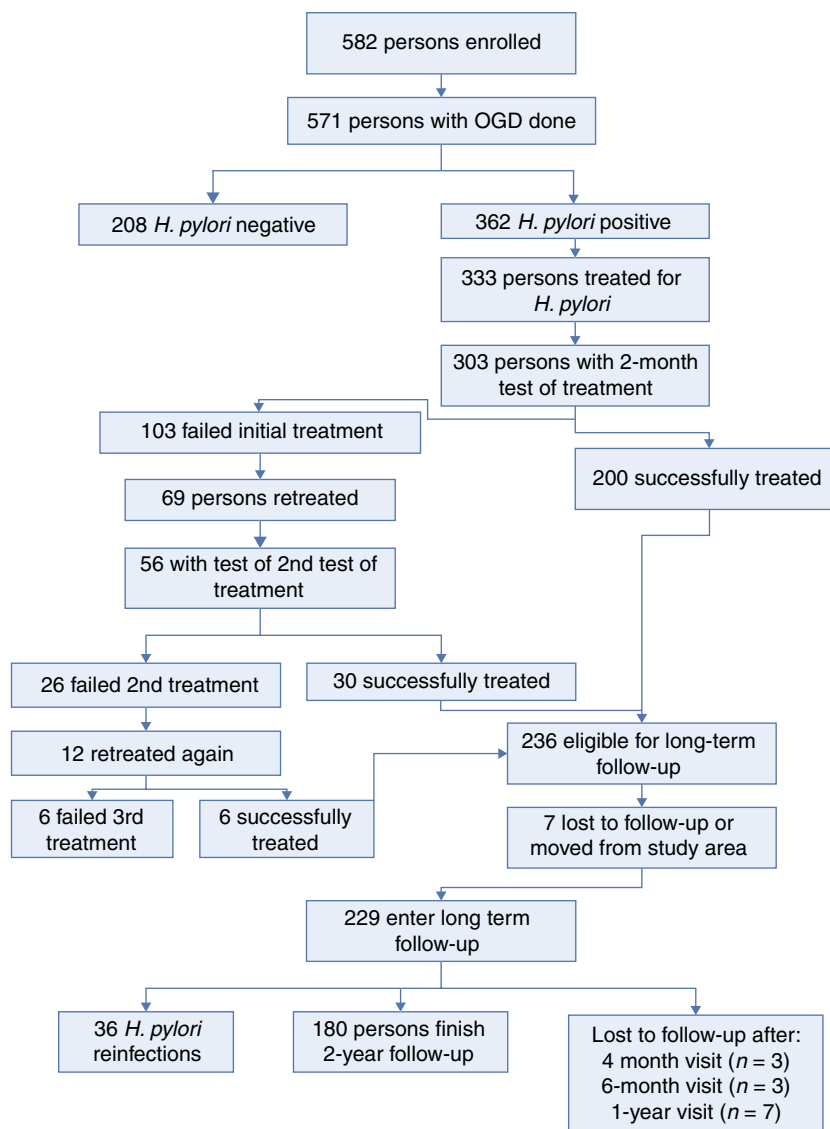 582 persons enrolled
571 persons with OGD done
208 H. pylori negative
362 H. pylori positive
333 persons treated for
H. pylori
303 persons with 2-month
test of treatment
103 failed initial treatment
200 successfully treated
69 persons retreated
56 with test of 2nd test of
treatment
26 failed 2nd treatment
30 successfully treated
12 retreated again
236 eligible for long-term
follow-up
6 failed 3rd
treatment
6 successfully
treated
7 lost to follow-up or
moved from study area
229 enter long term
follow-up
36 H. pylori
reinfections
180 persons finish
2-year follow-up
Lost to follow-up after:
4 month visit (n = 3)
6-month visit (n = 3)
1-year visit (n = 7)